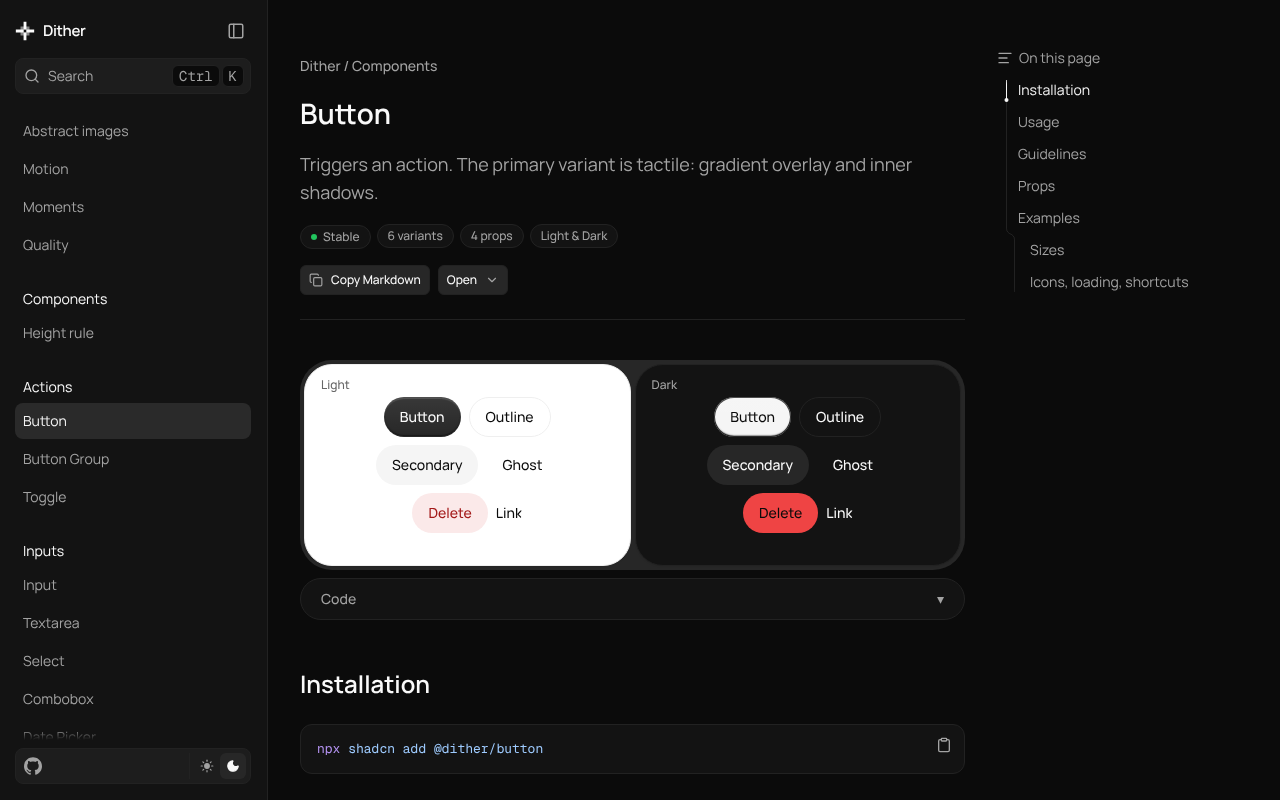 Dither
Search Ctrl K
Abstract images
Motion
Moments
Quality
Components
Height rule
Actions
Button
Button Group
Toggle
Inputs
Input
Textarea
Select
Combobox
Date Picker
Dither / Components
Button
Triggers an action. The primary variant is tactile: gradient overlay and inner
shadows.
Stable 6 variants 4 props Light & Dark
Copy Markdown Open
Light
Button Outline
Secondary Ghost
Delete Link
Dark
Button Outline
Secondary Ghost
Delete Link
Code
Installation
npx shadcn add @dither/button
On this page
Installation
Usage
Guidelines
Props
Examples
Sizes
Icons, loading, shortcuts